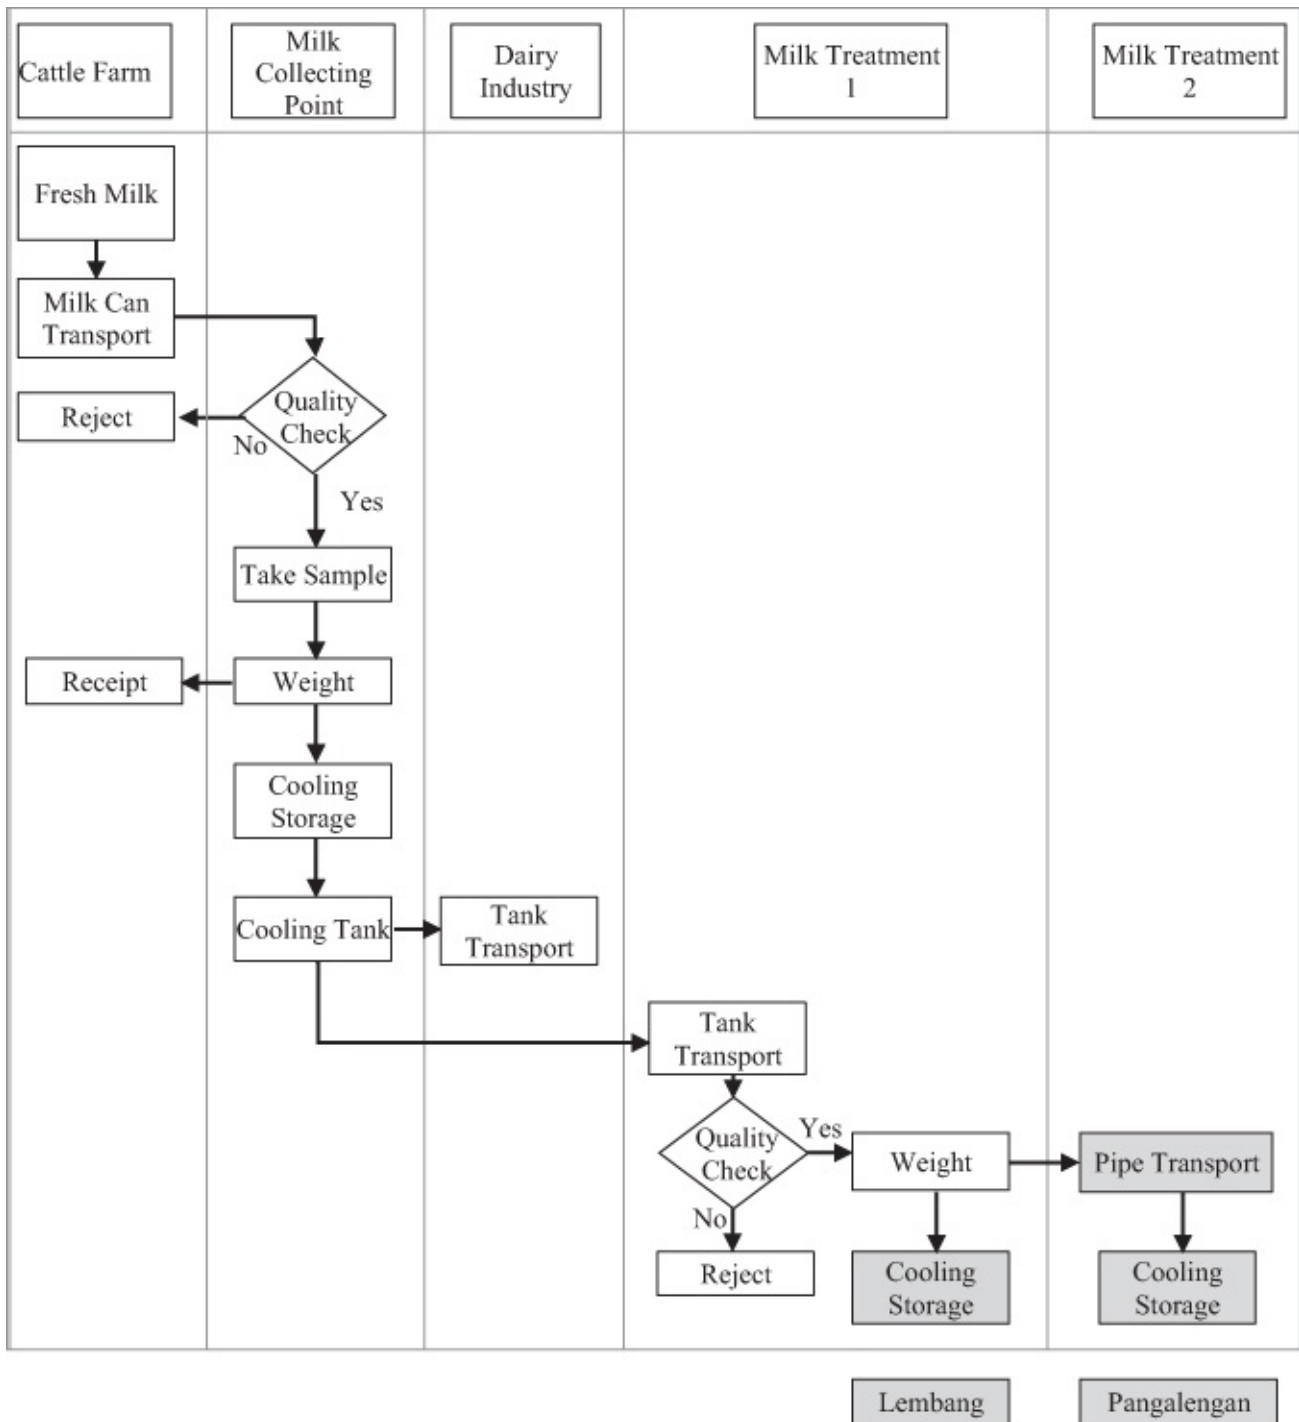 Cattle Farm
Milk
Collecting
Point
Dairy
Industry
Milk Treatment
1
Milk Treatment
2
Fresh Milk
Milk Can
Transport
Quality
Check
No
Reject
Yes
Take Sample
Receipt
Weight
Cooling
Storage
Cooling Tank
Tank
Transport
Tank
Transport
Quality
Check
Yes
Weight
Pipe Transport
No
Reject
Cooling
Storage
Cooling
Storage
Lembang
Pangalengan